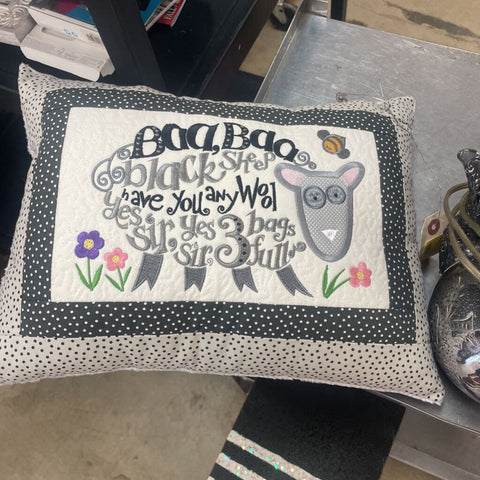 Baa, Baa
black sheep
have you any Wool
yes sir, yes sir, 3 bags full